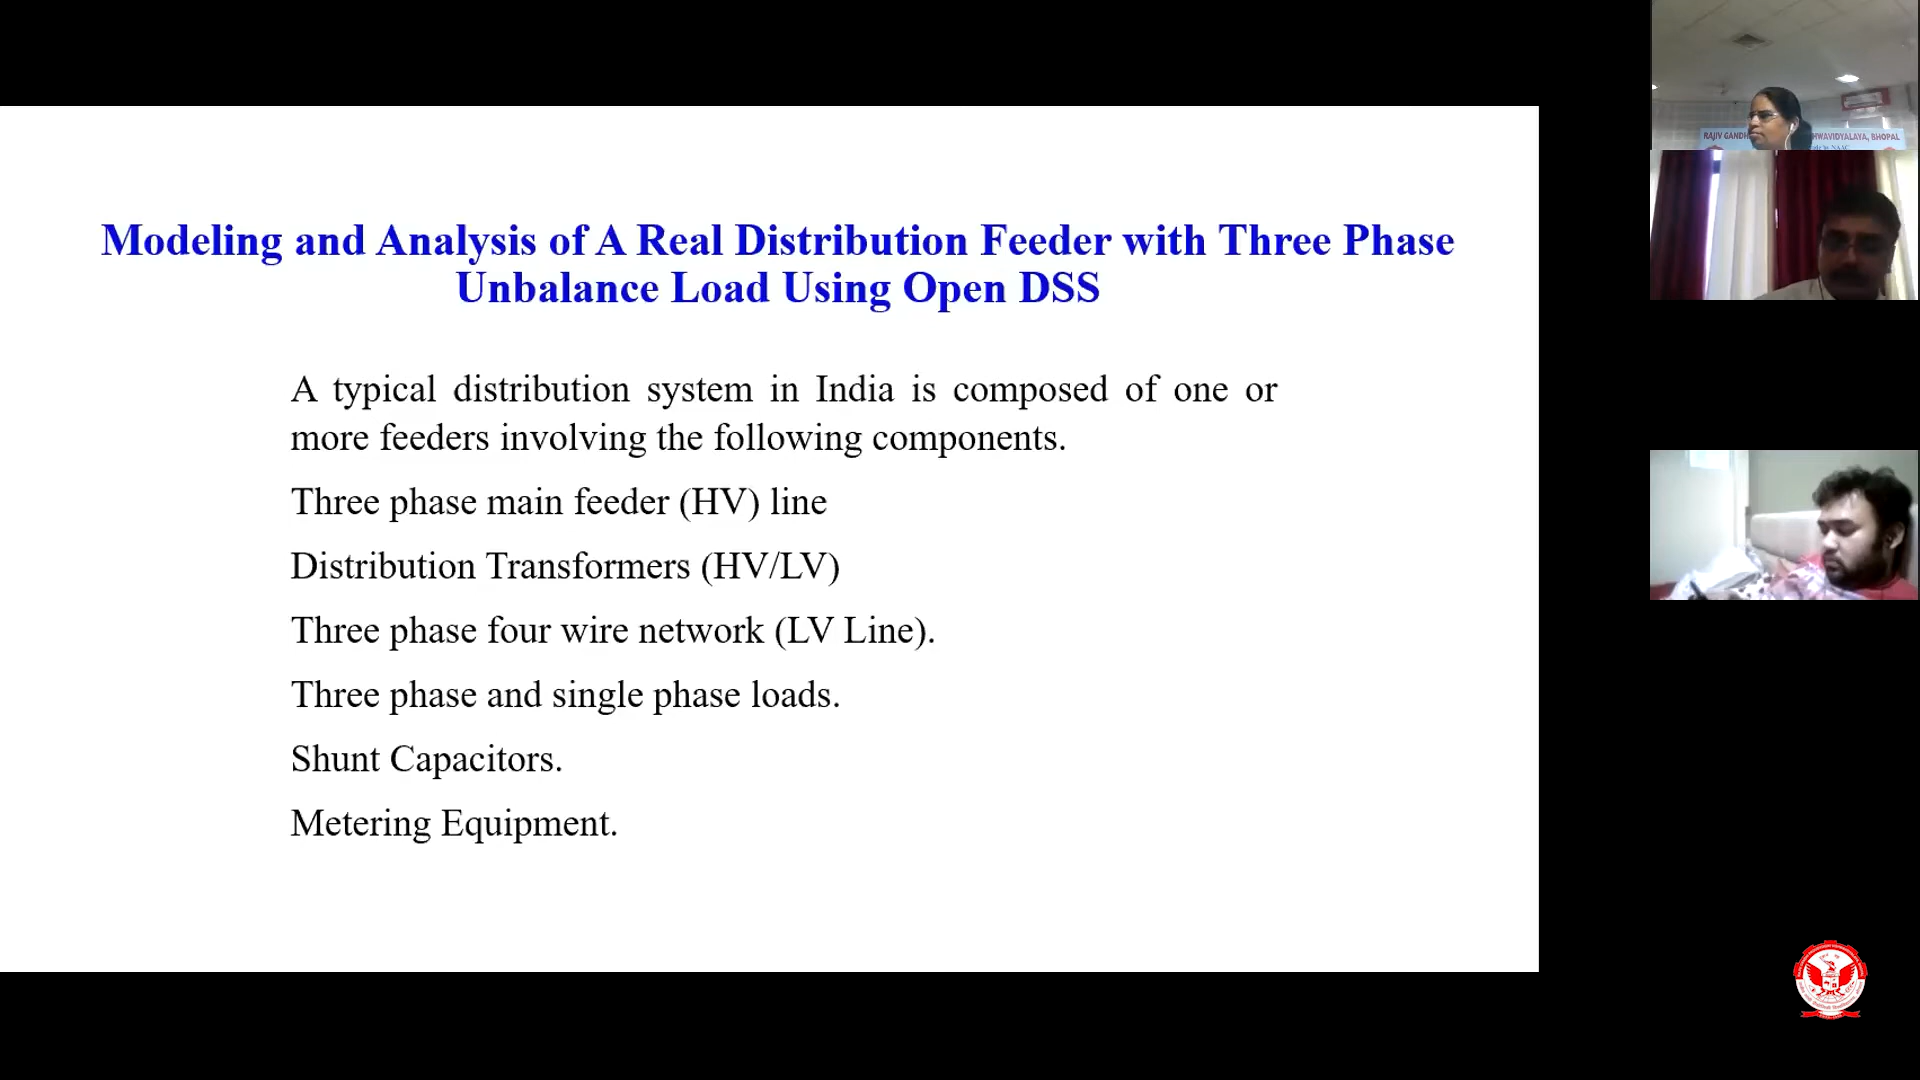 Modeling and Analysis of A Real Distribution Feeder with Three Phase
Unbalance Load Using Open DSS
A typical distribution system in India is composed of one or
more feeders involving the following components.
Three phase main feeder (HV) line
Distribution Transformers (HV/LV)
Three phase four wire network (LV Line).
Three phase and single phase loads.
Shunt Capacitors.
Metering Equipment.
RAJIV BHOPAL
NAAC